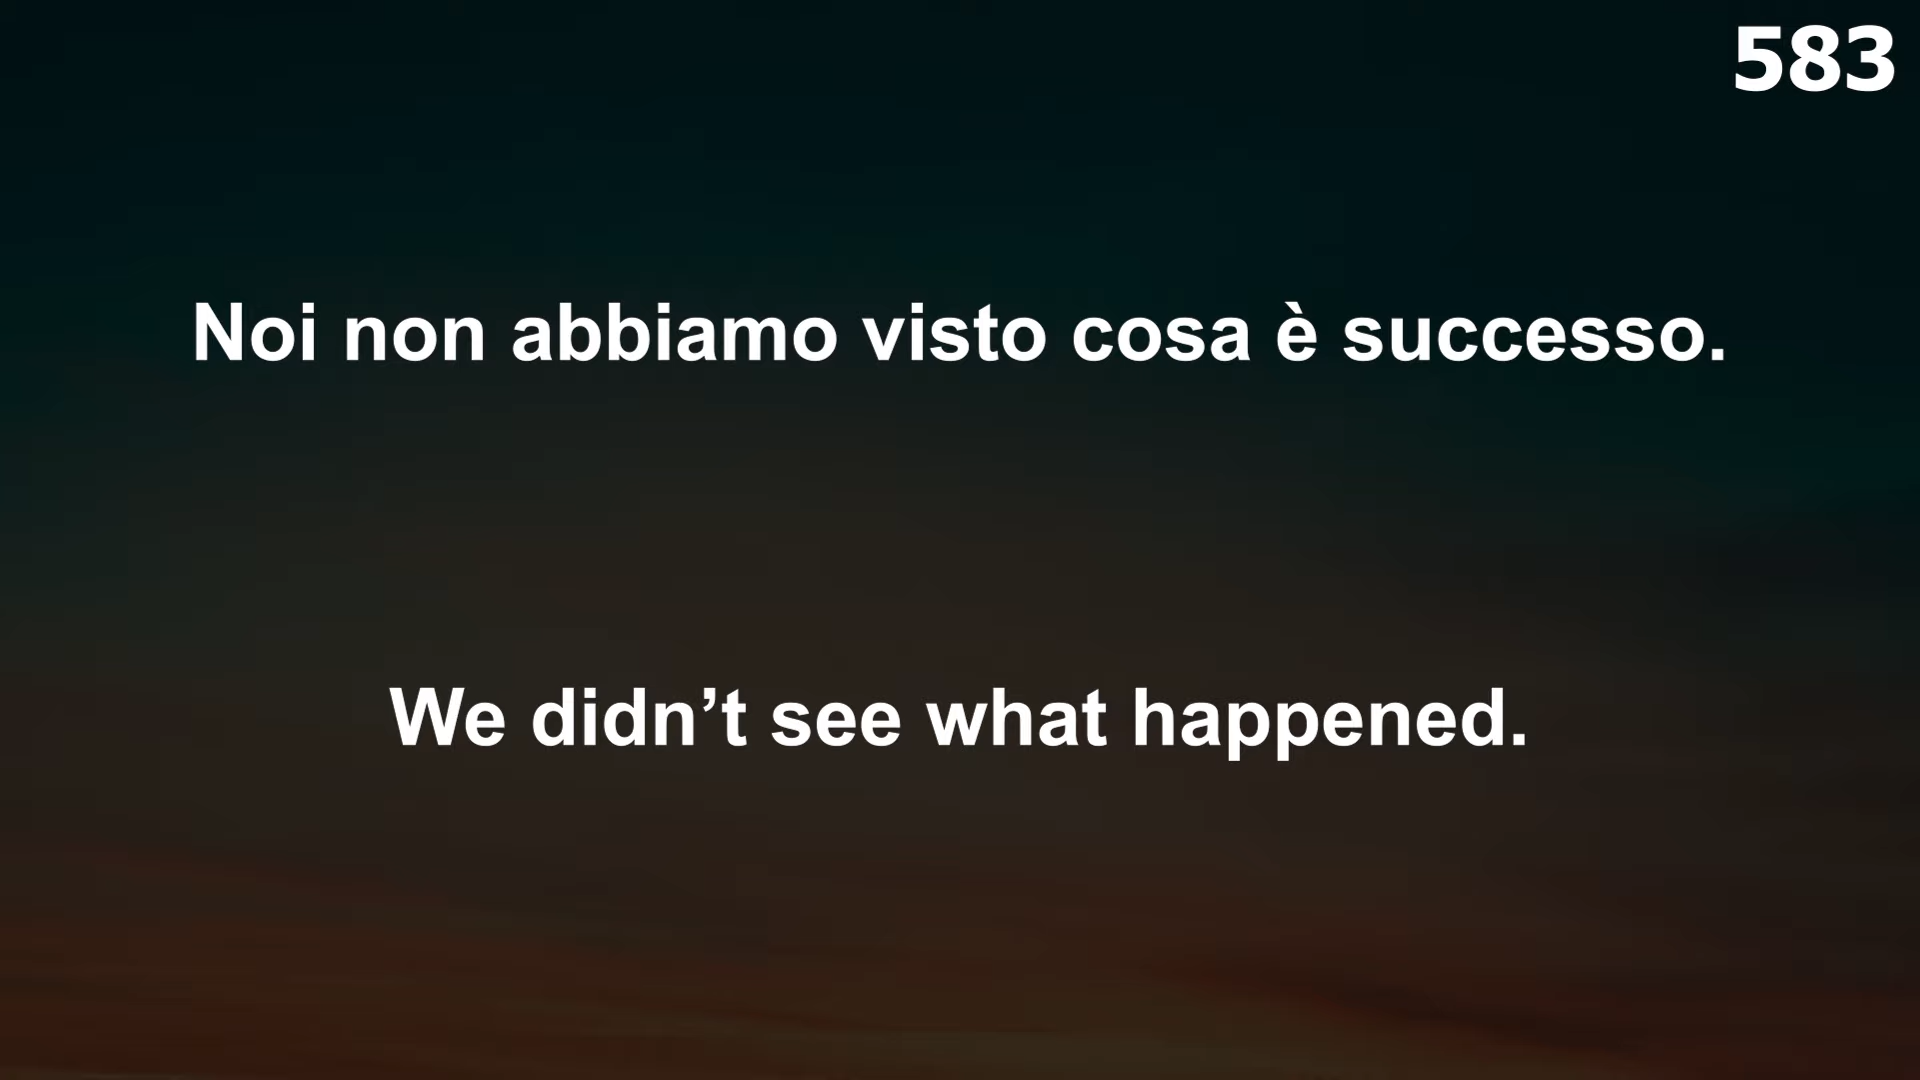 583
Noi non abbiamo visto cosa è successo.
We didn’t see what happened.